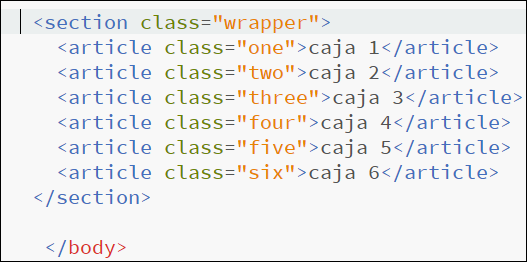 <section class="wrapper">
<article class="one">caja 1</article>
<article class="two">caja 2</article>
<article class="three">caja 3</article>
<article class="four">caja 4</article>
<article class="five">caja 5</article>
<article class="six">caja 6</article>
</section>
</body>